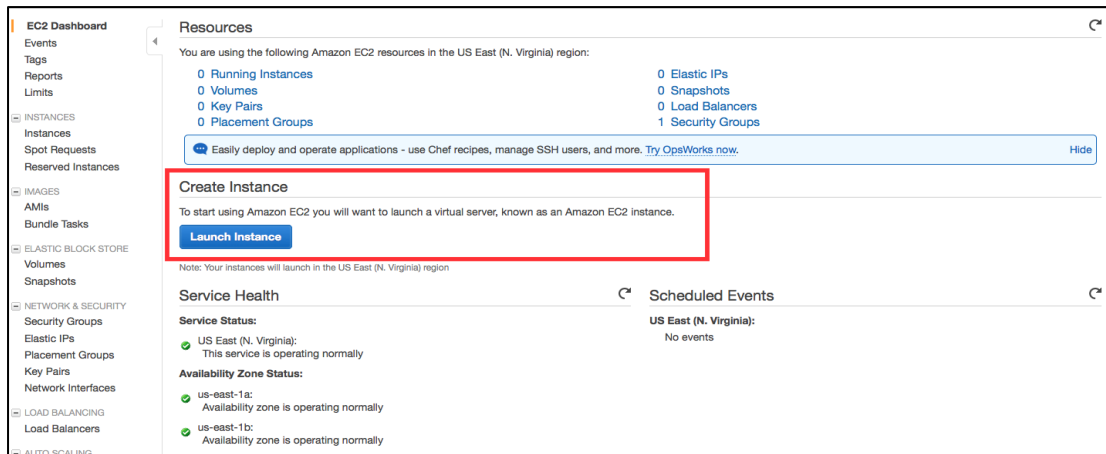 EC2 Dashboard
Events
Tags
Reports
Limits
INSTANCES
Instances
Spot Requests
Reserved Instances
IMAGES
AMIs
Bundle Tasks
ELASTIC BLOCK STORE
Volumes
Snapshots
NETWORK & SECURITY
Security Groups
Elastic IPs
Placement Groups
Key Pairs
Network Interfaces
LOAD BALANCING
Load Balancers
AUTO SCALING
Resources
You are using the following Amazon EC2 resources in the US East (N. Virginia) region:
0 Running Instances
0 Volumes
0 Key Pairs
0 Placement Groups
0 Elastic IPs
0 Snapshots
0 Load Balancers
1 Security Groups
Easily deploy and operate applications - use Chef recipes, manage SSH users, and more. Try OpsWorks now. Hide
Create Instance
To start using Amazon EC2 you will want to launch a virtual server, known as an Amazon EC2 instance.
Launch Instance
Note: Your instances will launch in the US East (N. Virginia) region
Service Health
Service Status:
US East (N. Virginia):
This service is operating normally
Availability Zone Status:
us-east-1a:
Availability zone is operating normally
us-east-1b:
Availability zone is operating normally
Scheduled Events
US East (N. Virginia):
No events